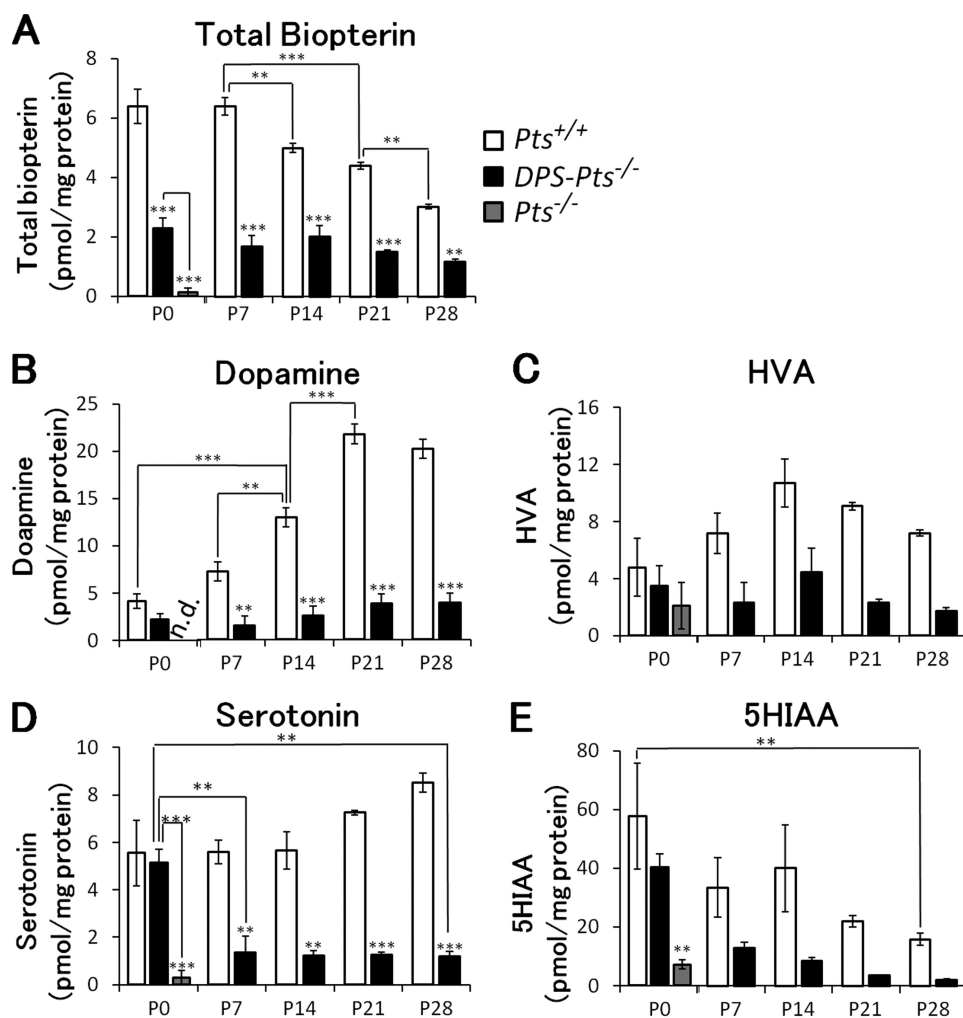 A
Total Biopterin
Total biopterin
(pmol/mg protein)
8
6
4
2
0
***
**
**
***
***
***
***
***
**
P0
P7
P14
P21
P28
Pts+/+
DPS-Pts-/-
Pts-/-
B
Dopamine
Doapmine
(pmol/mg protein)
25
20
15
10
5
0
***
***
**
n.d.
**
***
***
***
P0
P7
P14
P21
P28
C
HVA
HVA
(pmol/mg protein)
16
12
8
4
0
P0
P7
P14
P21
P28
D
Serotonin
Serotonin
(pmol/mg protein)
10
8
6
4
2
0
**
**
***
***
**
**
***
***
P0
P7
P14
P21
P28
E
5HIAA
5HIAA
(pmol/mg protein)
80
60
40
20
0
**
**
P0
P7
P14
P21
P28